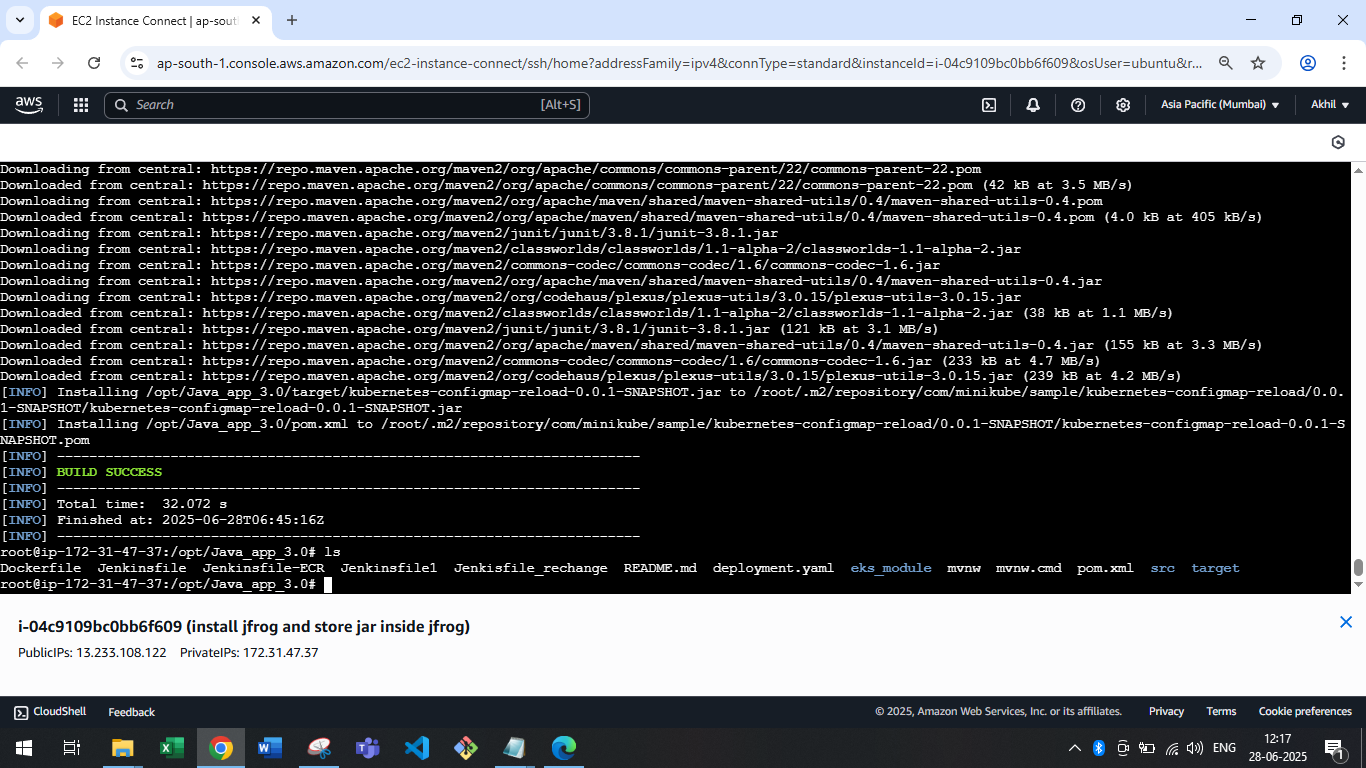 EC2 Instance Connect | ap-sout
ap-south-1.console.aws.amazon.com/ec2-instance-connect/ssh/home?addressFamily=ipv4&connType=standard&instanceId=i-04c9109bc0bb6f609&osUser=ubuntu&r...
aws Search [Alt+S] Asia Pacific (Mumbai) Akhil
Downloading from central: https://repo.maven.apache.org/maven2/org/apache/commons/commons-parent/22/commons-parent-22.pom
Downloaded from central: https://repo.maven.apache.org/maven2/org/apache/commons/commons-parent/22/commons-parent-22.pom (42 kB at 3.5 MB/s)
Downloading from central: https://repo.maven.apache.org/maven2/org/apache/maven/shared/maven-shared-utils/0.4/maven-shared-utils-0.4.pom
Downloaded from central: https://repo.maven.apache.org/maven2/org/apache/maven/shared/maven-shared-utils/0.4/maven-shared-utils-0.4.pom (4.0 kB at 405 kB/s)
Downloading from central: https://repo.maven.apache.org/maven2/junit/junit/3.8.1/junit-3.8.1.jar
Downloading from central: https://repo.maven.apache.org/maven2/classworlds/classworlds/1.1-alpha-2/classworlds-1.1-alpha-2.jar
Downloading from central: https://repo.maven.apache.org/maven2/commons-codec/commons-codec/1.6/commons-codec-1.6.jar
Downloading from central: https://repo.maven.apache.org/maven2/org/apache/maven/shared/maven-shared-utils/0.4/maven-shared-utils-0.4.jar
Downloading from central: https://repo.maven.apache.org/maven2/org/codehaus/plexus/plexus-utils/3.0.15/plexus-utils-3.0.15.jar
Downloaded from central: https://repo.maven.apache.org/maven2/classworlds/classworlds/1.1-alpha-2/classworlds-1.1-alpha-2.jar (38 kB at 1.1 MB/s)
Downloaded from central: https://repo.maven.apache.org/maven2/junit/junit/3.8.1/junit-3.8.1.jar (121 kB at 3.1 MB/s)
Downloaded from central: https://repo.maven.apache.org/maven2/org/apache/maven/shared/maven-shared-utils/0.4/maven-shared-utils-0.4.jar (155 kB at 3.3 MB/s)
Downloaded from central: https://repo.maven.apache.org/maven2/commons-codec/commons-codec/1.6/commons-codec-1.6.jar (233 kB at 4.7 MB/s)
Downloaded from central: https://repo.maven.apache.org/maven2/org/codehaus/plexus/plexus-utils/3.0.15/plexus-utils-3.0.15.jar (239 kB at 4.2 MB/s)
[INFO] Installing /opt/Java_app_3.0/target/kubernetes-configmap-reload-0.0.1-SNAPSHOT.jar to /root/.m2/repository/com/minikube/sample/kubernetes-configmap-reload/0.0.
1-SNAPSHOT/kubernetes-configmap-reload-0.0.1-SNAPSHOT.jar
[INFO] Installing /opt/Java_app_3.0/pom.xml to /root/.m2/repository/com/minikube/sample/kubernetes-configmap-reload/0.0.1-SNAPSHOT/kubernetes-configmap-reload-0.0.1-S
NAPSHOT.pom
[INFO] ------------------------------------------------------------------------
[INFO] BUILD SUCCESS
[INFO] ------------------------------------------------------------------------
[INFO] Total time:  32.072 s
[INFO] Finished at: 2025-06-28T06:45:16Z
[INFO] ------------------------------------------------------------------------
root@ip-172-31-47-37:/opt/Java_app_3.0# ls
Dockerfile  Jenkinsfile  Jenkinsfile-ECR  Jenkinsfile1  Jenkisfile_rechange  README.md  deployment.yaml  eks_module  mvnw  mvnw.cmd  pom.xml  src  target
root@ip-172-31-47-37:/opt/Java_app_3.0#
i-04c9109bc0bb6f609 (install jfrog and store jar inside jfrog)
PublicIPs: 13.233.108.122 PrivateIPs: 172.31.47.37
CloudShell Feedback © 2025, Amazon Web Services, Inc. or its affiliates. Privacy Terms Cookie preferences
ENG 12:17
28-06-2025
1